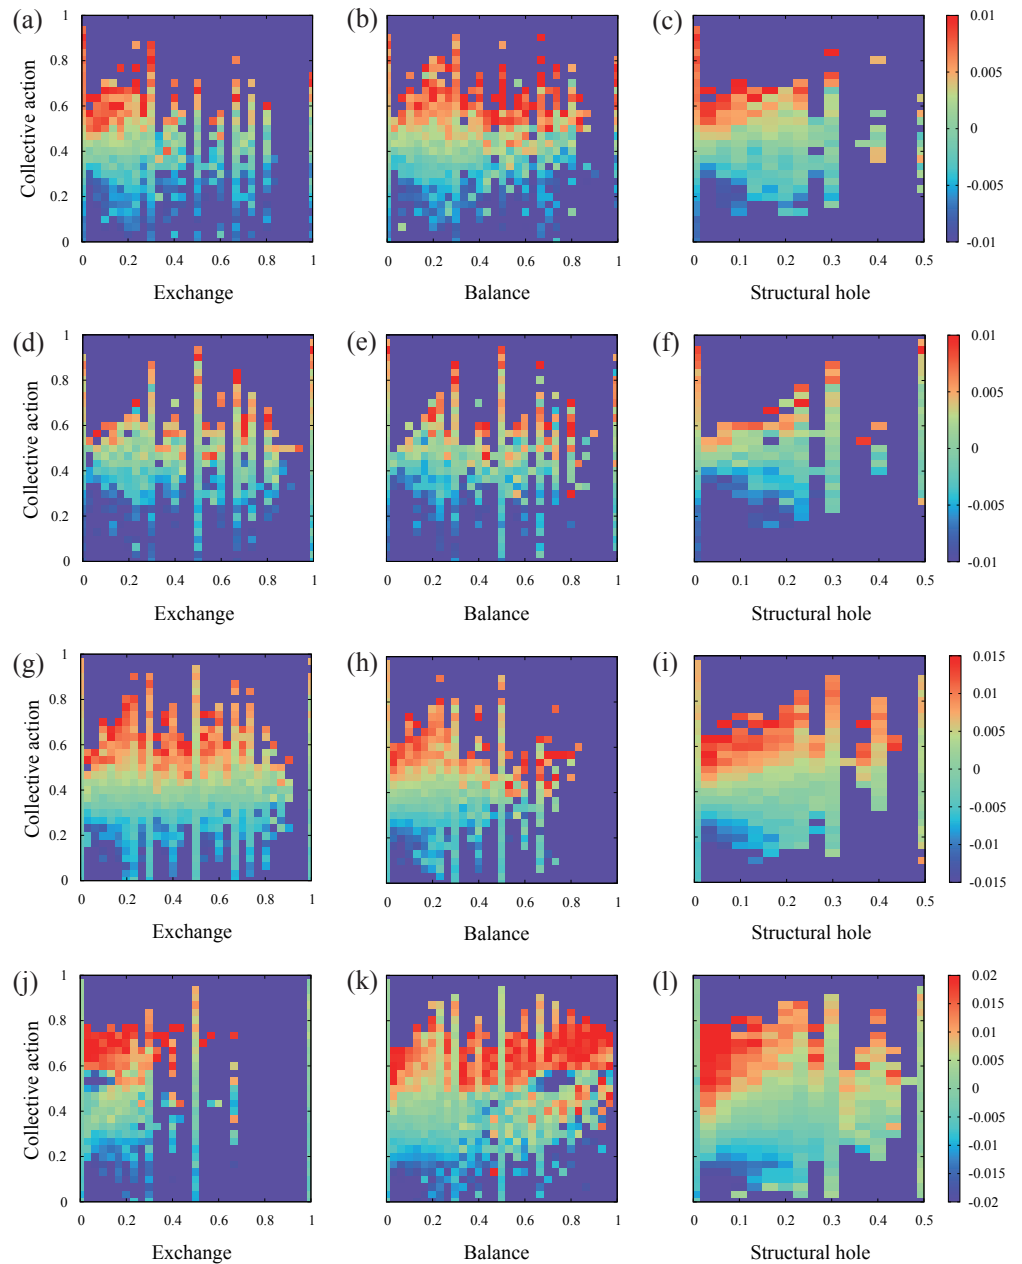 (a) (b) (c)
Collective action
1 0.8 0.6 0.4 0.2 0
0 0.2 0.4 0.6 0.8 1
Exchange
0 0.2 0.4 0.6 0.8 1
Balance
0 0.1 0.2 0.3 0.4 0.5
Structural hole
0.01 0.005 0 -0.005 -0.01
(d) (e) (f)
Collective action
1 0.8 0.6 0.4 0.2 0
0 0.2 0.4 0.6 0.8 1
Exchange
0 0.2 0.4 0.6 0.8 1
Balance
0 0.1 0.2 0.3 0.4 0.5
Structural hole
0.01 0.005 0 -0.005 -0.01
(g) (h) (i)
Collective action
1 0.8 0.6 0.4 0.2 0
0 0.2 0.4 0.6 0.8 1
Exchange
0 0.2 0.4 0.6 0.8 1
Balance
0 0.1 0.2 0.3 0.4 0.5
Structural hole
0.015 0.01 0.005 0 -0.005 -0.01 -0.015
(j) (k) (l)
Collective action
1 0.8 0.6 0.4 0.2 0
0 0.2 0.4 0.6 0.8 1
Exchange
0 0.2 0.4 0.6 0.8 1
Balance
0 0.1 0.2 0.3 0.4 0.5
Structural hole
0.02 0.015 0.01 0.005 0 -0.005 -0.01 -0.015 -0.02